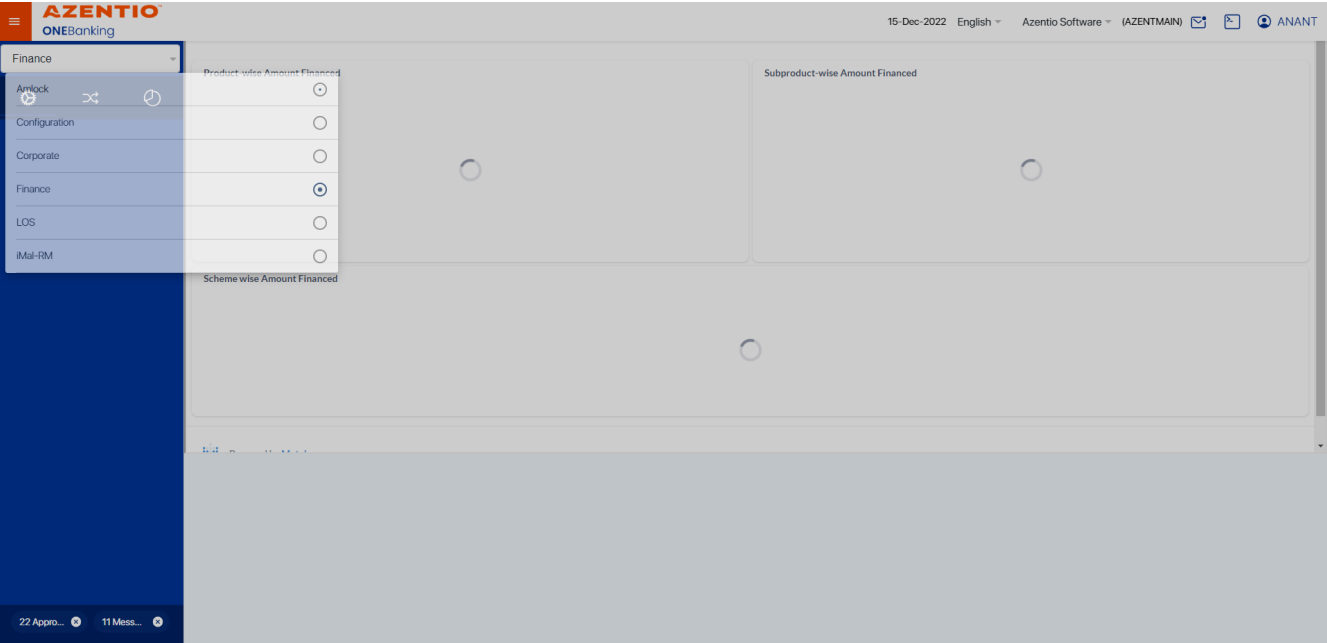 AZENTIO
ONEBanking
15-Dec-2022 English Azentio Software (AZENTMAIN) ANANT
Finance
Product-wise Amount Financed
Subproduct-wise Amount Financed
Amlock
Configuration
Corporate
Finance
LOS
iMal-RM
Scheme wise Amount Financed
22 Appro...
11 Mess...